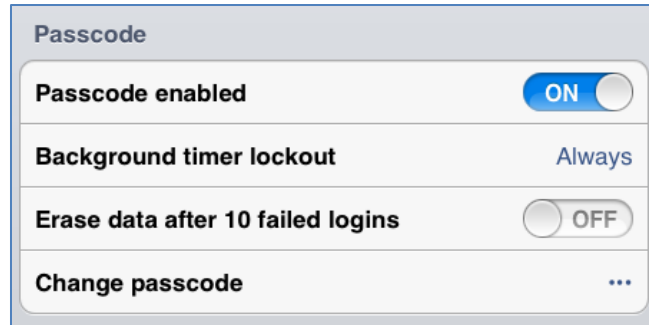 Passcode
Passcode enabled ON
Background timer lockout Always
Erase data after 10 failed logins OFF
Change passcode ...